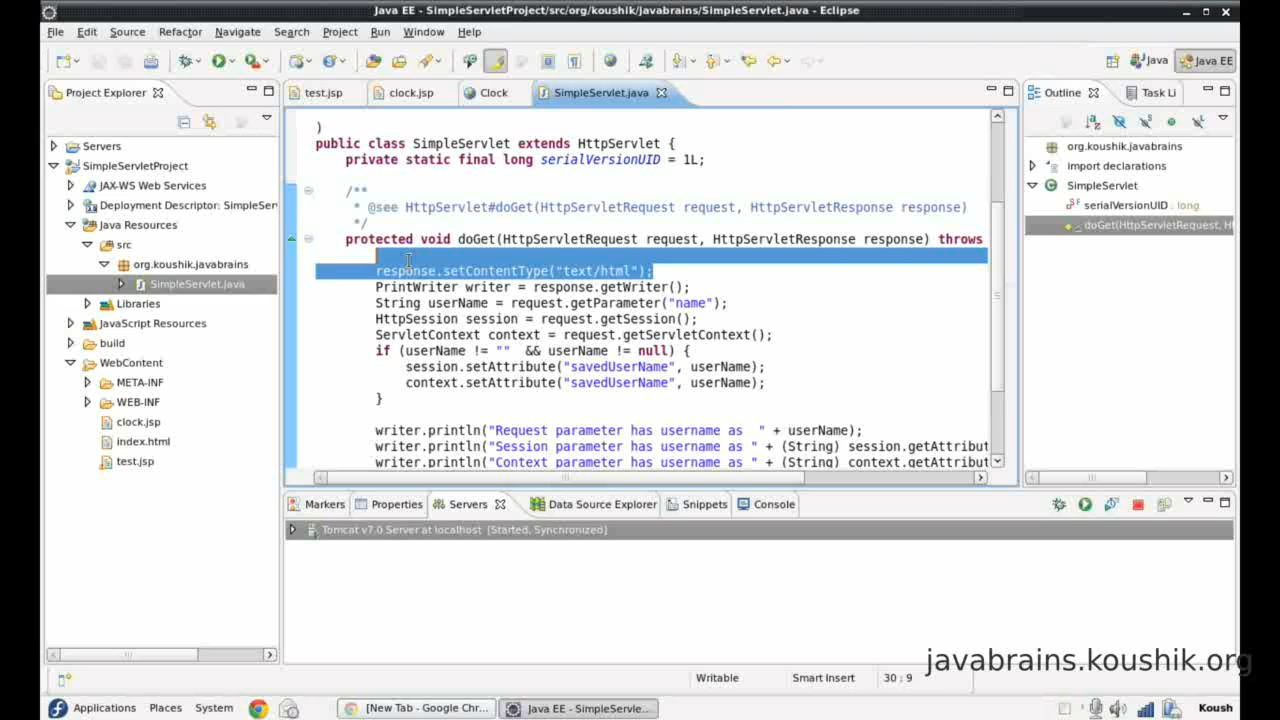 Java EE - SimpleServletProject/src/org/koushik/javabrains/SimpleServlet.java - Eclipse
File Edit Source Refactor Navigate Search Project Run Window Help
Java Java EE
Project Explorer
test.jsp clock.jsp Clock SimpleServlet.java
Outline Task Li
Servers
SimpleServletProject
JAX-WS Web Services
Deployment Descriptor: SimpleSer
Java Resources
src
org.koushik.javabrains
SimpleServlet.java
Libraries
JavaScript Resources
build
WebContent
META-INF
WEB-INF
clock.jsp
index.html
test.jsp
)
public class SimpleServlet extends HttpServlet {
private static final long serialVersionUID = 1L;
/**
* @see HttpServlet#doGet(HttpServletRequest request, HttpServletResponse response)
*/
protected void doGet(HttpServletRequest request, HttpServletResponse response) throws
response.setContentType("text/html");
PrintWriter writer = response.getWriter();
String userName = request.getParameter("name");
HttpSession session = request.getSession();
ServletContext context = request.getServletContext();
if (userName != "" && userName != null) {
session.setAttribute("savedUserName", userName);
context.setAttribute("savedUserName", userName);
}
writer.println("Request parameter has username as " + userName);
writer.println("Session parameter has username as " + (String) session.getAttribut
writer.println("Context parameter has username as " + (String) context.getAttribut
org.koushik.javabrains
import declarations
SimpleServlet
serialVersionUID : long
doGet(HttpServletRequest, H
Markers Properties Servers Data Source Explorer Snippets Console
Tomcat v7.0 Server at localhost [Started, Synchronized]
javabrains.koushik.org
Writable Smart Insert 30 : 9
Applications Places System [New Tab - Google Chr... Java EE - SimpleServle... Koush